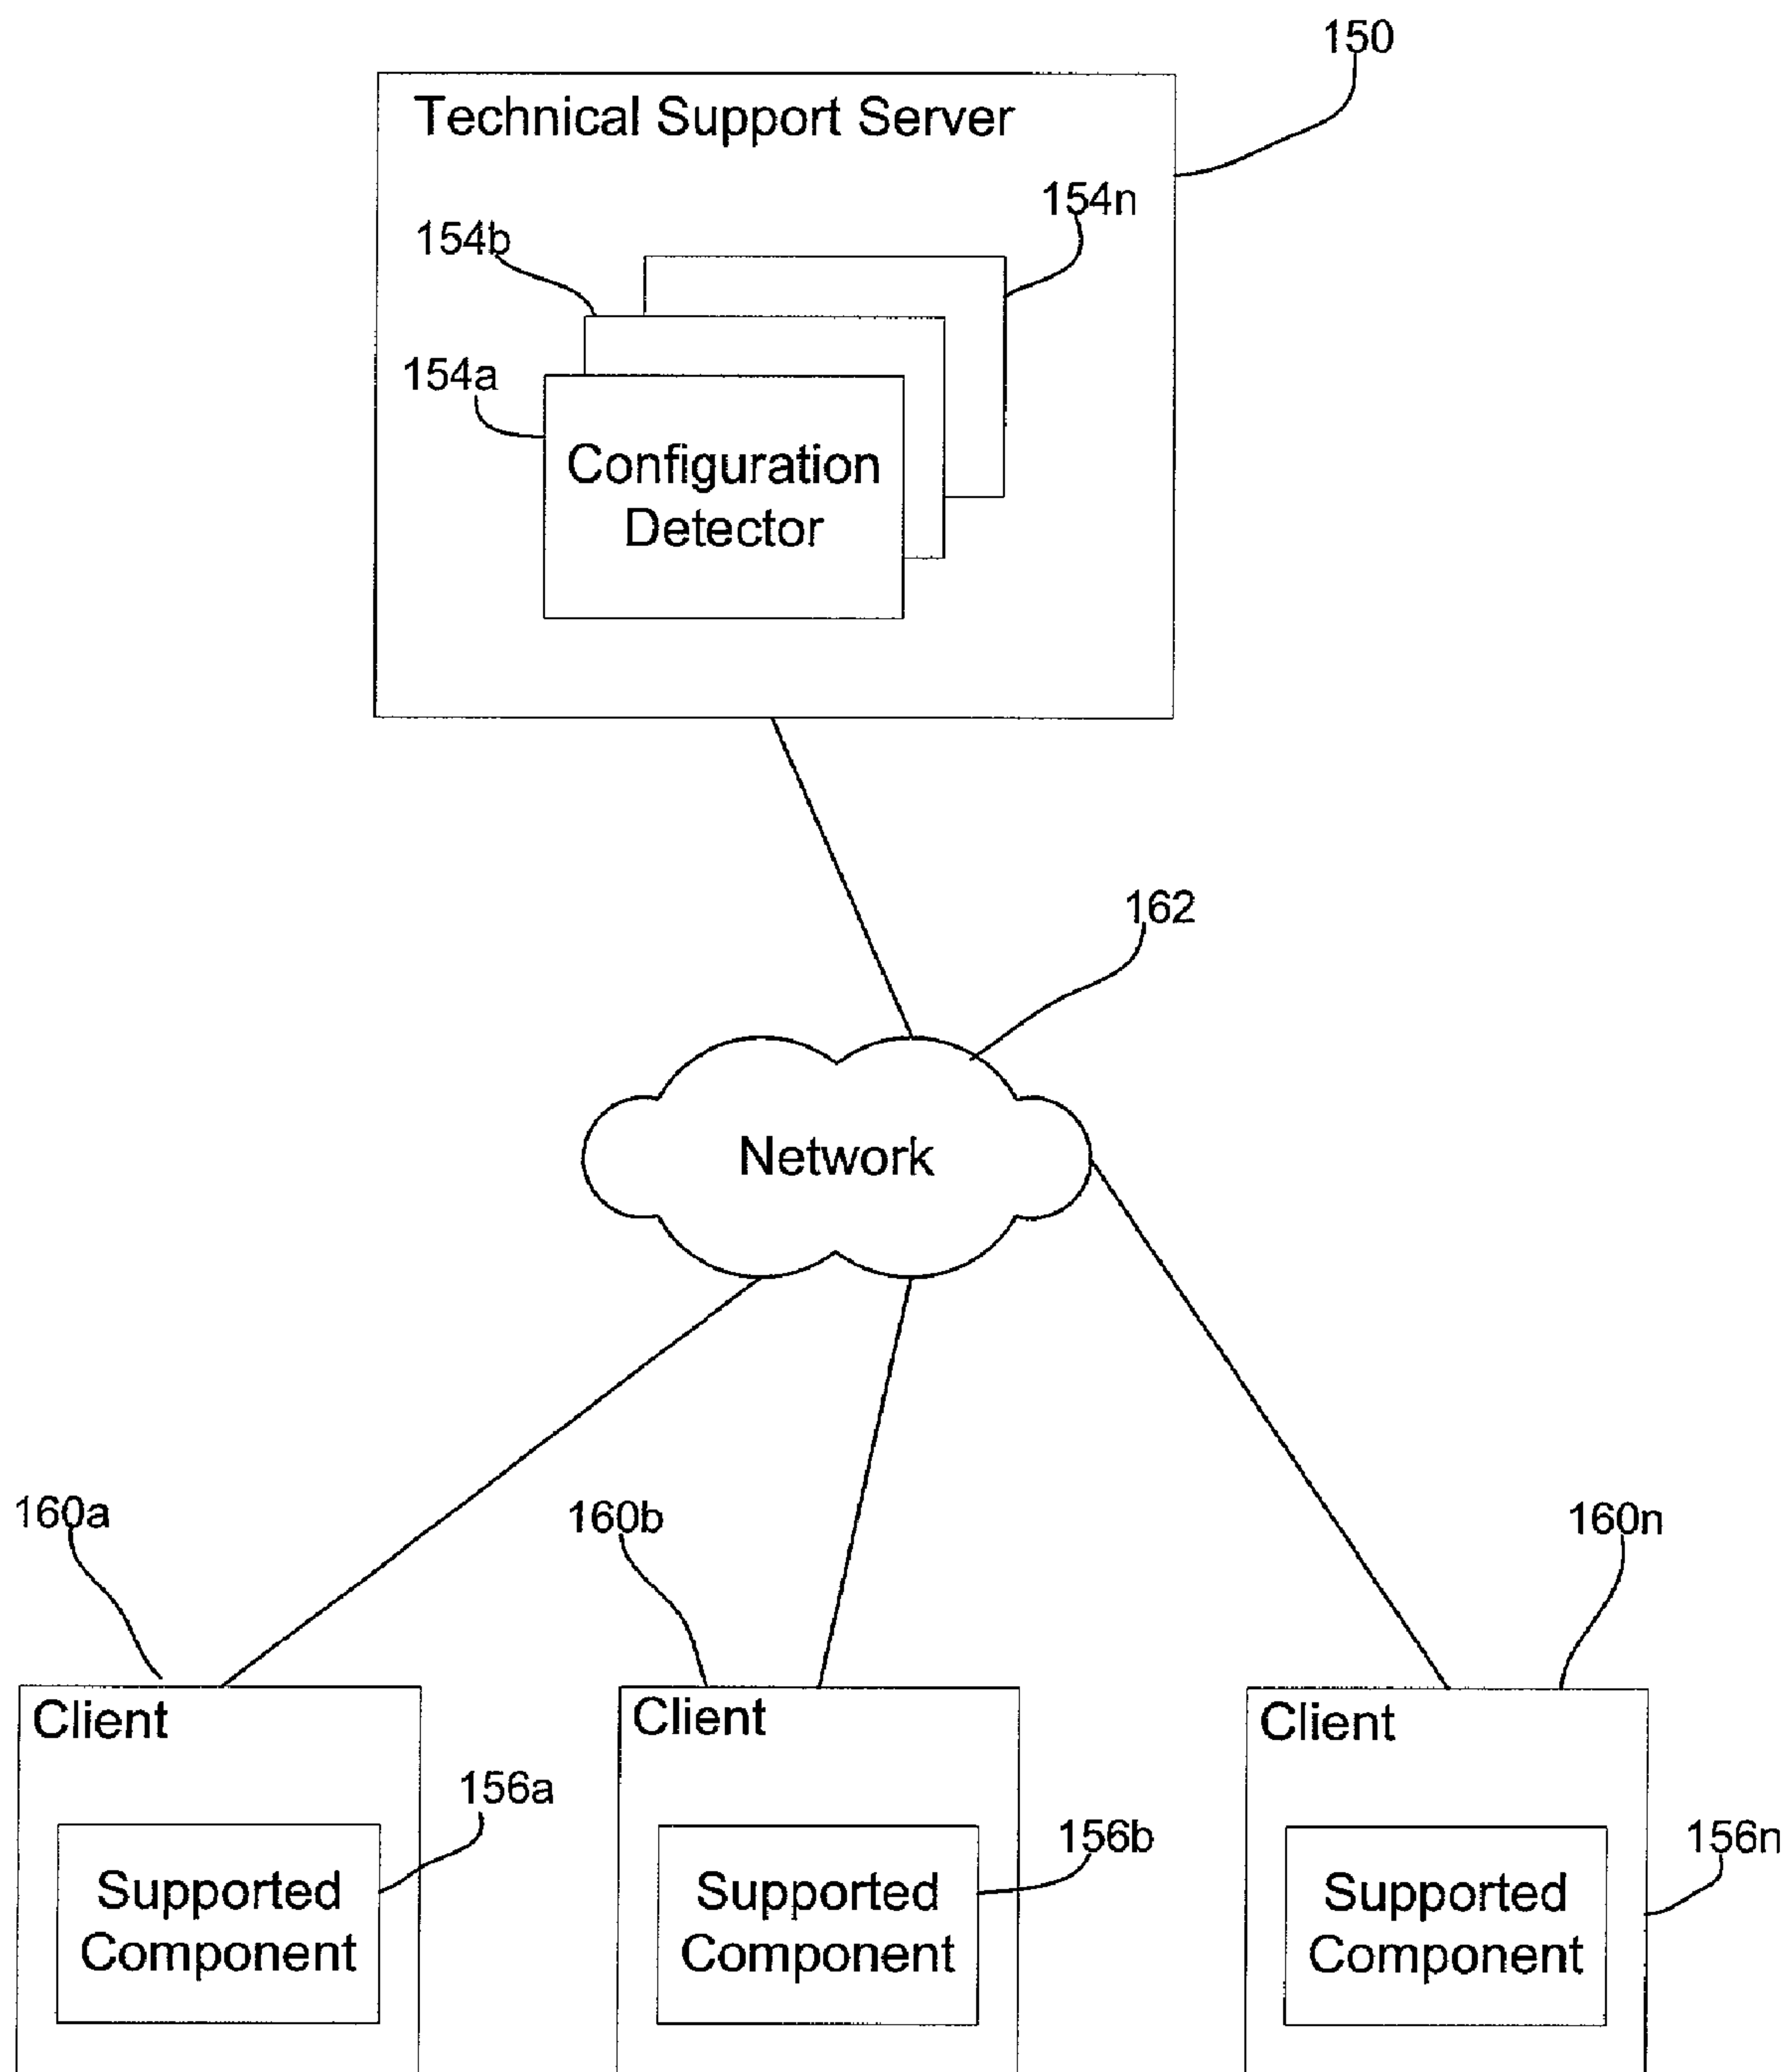 150
Technical Support Server
154n
154b
154a
Configuration
Detector
162
Network
160a
160b
160n
Client
Client
Client
156a
156b
156n
Supported
Component
Supported
Component
Supported
Component